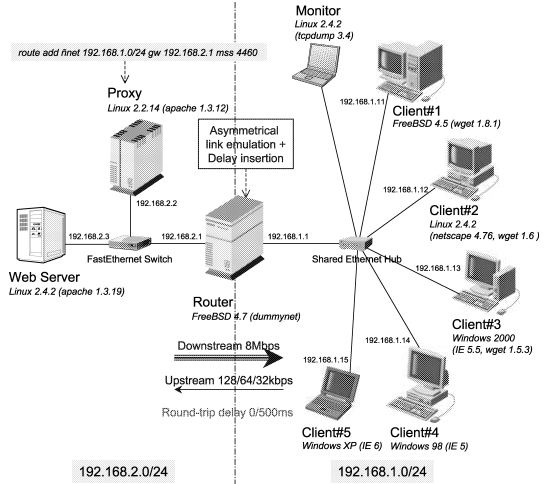 Monitor
Linux 2.4.2
(tcpdump 3.4)
route add ñnet 192.168.1.0/24 gw 192.168.2.1 mss 4460
Proxy
Linux 2.2.14 (apache 1.3.12)
192.168.1.11
Client#1
FreeBSD 4.5 (wget 1.8.1)
Asymmetrical
link emulation +
Delay insertion
192.168.1.12
Client#2
Linux 2.4.2
(netscape 4.76, wget 1.6)
192.168.2.2
192.168.2.3
192.168.2.1
192.168.1.1
FastEthernet Switch
Shared Ethernet Hub
192.168.1.13
Web Server
Linux 2.4.2 (apache 1.3.19)
Router
FreeBSD 4.7 (dummynet)
Client#3
Windows 2000
(IE 5.5, wget 1.5.3)
Downstream 8Mbps
192.168.1.14
192.168.1.15
Upstream 128/64/32kbps
Round-trip delay 0/500ms
Client#5
Windows XP (IE 6)
Client#4
Windows 98 (IE 5)
192.168.2.0/24
192.168.1.0/24